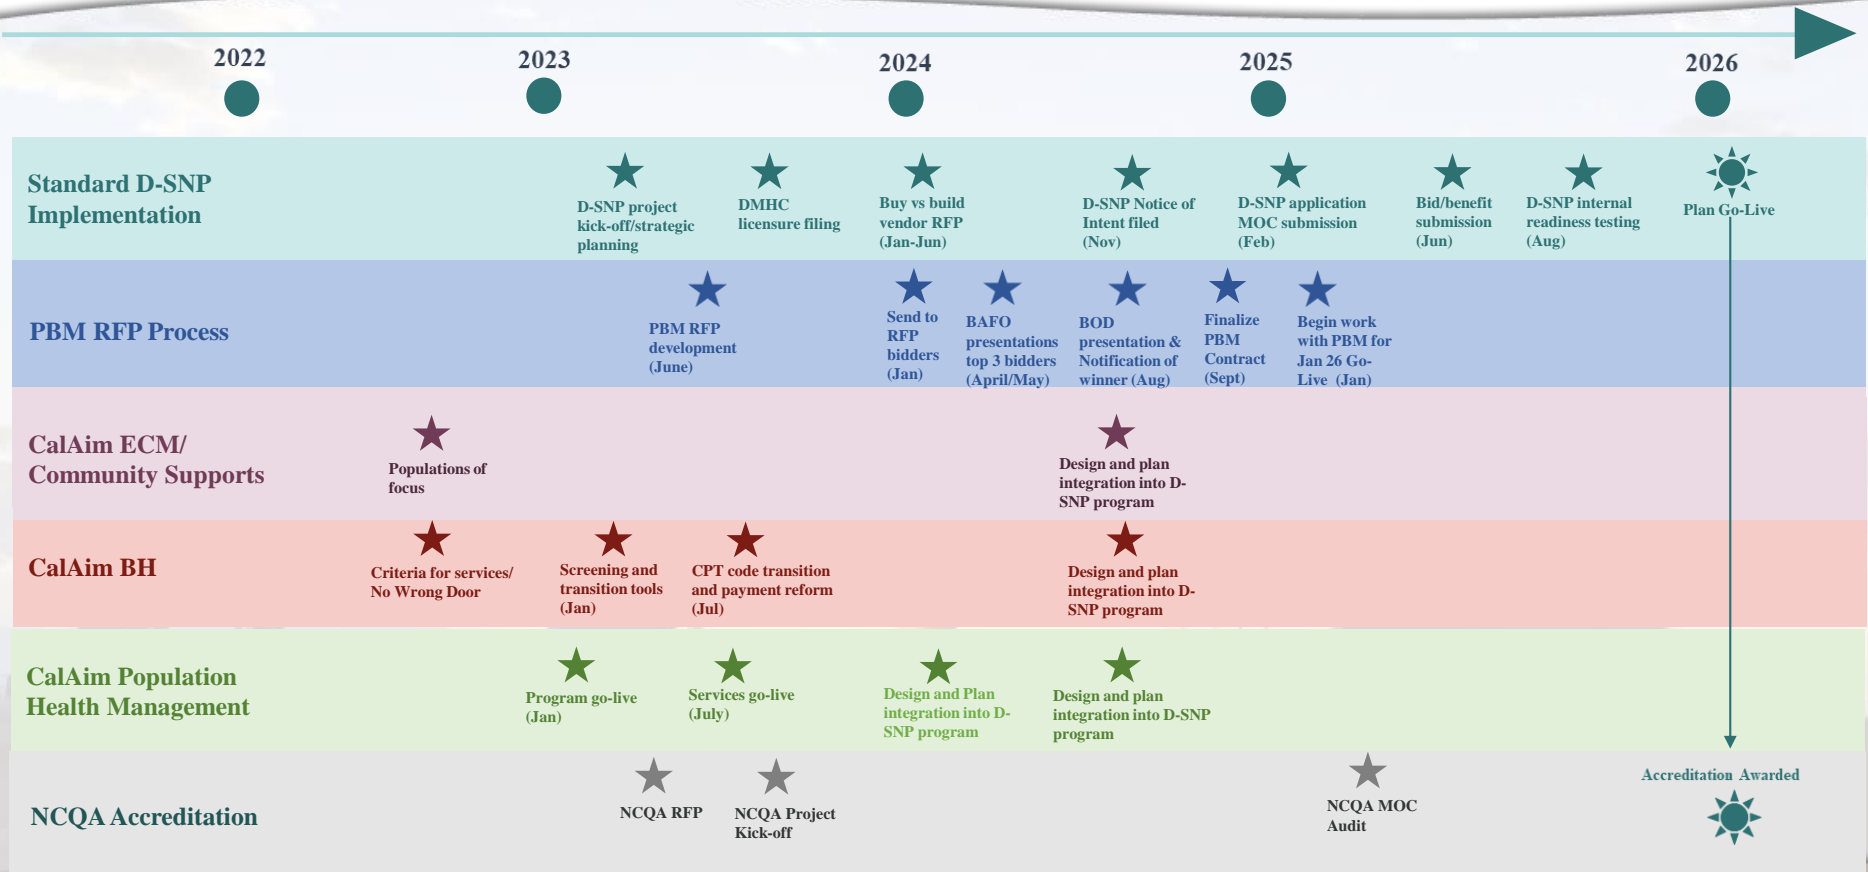 2022
2023
2024
2025
2026
Standard D-SNP
Implementation
D-SNP project
kick-off/strategic
planning
DMHC
licensure filing
Buy vs build
vendor RFP
(Jan-Jun)
D-SNP Notice of
Intent filed
(Nov)
D-SNP application
MOC submission
(Feb)
Bid/benefit
submission
(Jun)
D-SNP internal
readiness testing
(Aug)
Plan Go-Live
PBM RFP Process
PBM RFP
development
(June)
Send to
RFP
bidders
(Jan)
BAFO
presentations
top 3 bidders
(April/May)
BOD
presentation &
Notification of
winner (Aug)
Finalize
PBM
Contract
(Sept)
Begin work
with PBM for
Jan 26 Go-
Live (Jan)
CalAim ECM/
Community Supports
Populations of
focus
Design and plan
integration into D-
SNP program
CalAim BH
Criteria for services/
No Wrong Door
Screening and
transition tools
(Jan)
CPT code transition
and payment reform
(Jul)
Design and plan
integration into D-
SNP program
CalAim Population
Health Management
Program go-live
(Jan)
Services go-live
(July)
Design and Plan
integration into D-
SNP program
Design and plan
integration into D-SNP
program
NCQA Accreditation
NCQA RFP
NCQA Project
Kick-off
NCQA MOC
Audit
Accreditation Awarded